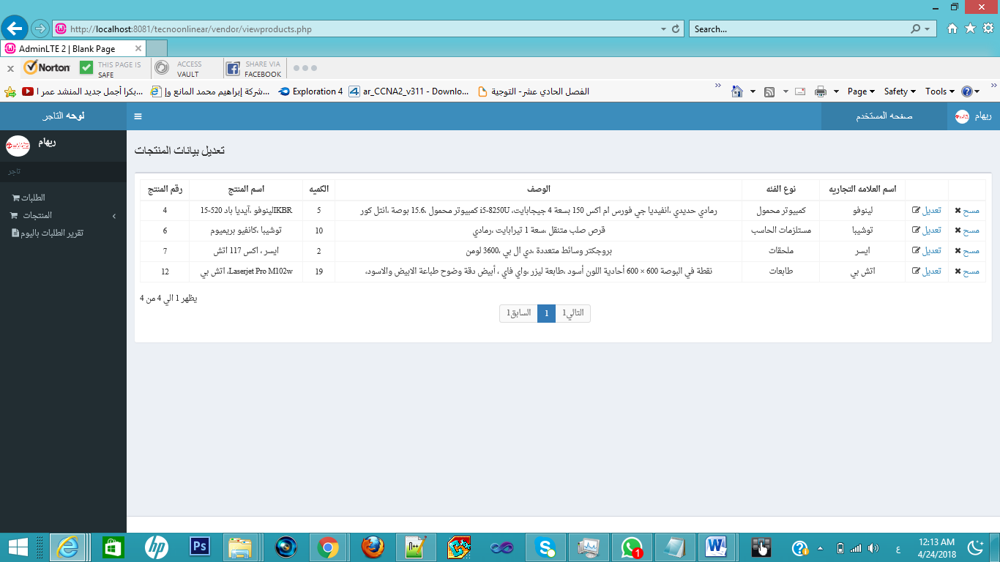 http://localhost:8081/tecnoonlinear/vendor/viewproducts.php
Search...
AdminLTE 2 | Blank Page
Norton
THIS PAGE IS SAFE
ACCESS VAULT
SHARE VIA FACEBOOK
بكرا أجمل جديد المنشد عمر ا...
شركة إبراهيم محمد المانع وإ...
Exploration 4
ar_CCNA2_v311 - Downlo...
الفصل الحادي عشر- التوجية
Page
Safety
Tools
لوحه التاجر
صفحه المستخدم
ريهام
ريهام
تاجر
الطلبات
المنتجات
تقرير الطلبات باليوم
تعديل بيانات المنتجات
رقم المنتج اسم المنتج الكميه الوصف نوع الفئه اسم العلامه التجاريه
4 IKBRلينوفو ،آيديا باد 520-15 5 رمادي حديدي ،انفيديا جي فورس ام اكس 150 بسعة 4 جيجابايت، i5-8250U كمبيوتر محمول ،15.6 بوصة ،انتل كور كمبيوتر محمول لينوفو تعديل مسح
6 توشيبا ،كانفيو بريميوم 10 قرص صلب متنقل ،سعة 1 تيرابايت ،رمادي مستلزمات الحاسب توشيبا تعديل مسح
7 ايسر ، اكس 117 اتش 2 بروجكتر وسائط متعددة ،دي ال بي ،3600 لومن ملحقات ايسر تعديل مسح
12 Laserjet Pro M102w، اتش بي 19 نقطة في البوصة 600 × 600 أحادية اللون أسود ،طابعة ليزر ،واي فاي ، أبيض دقة وضوح طباعة الابيض والاسود، طابعات اتش بي تعديل مسح
يظهر 1 الي 4 من 4
السابق1 1 التالي1
hp
Ps
1
ع
12:13 AM
4/24/2018